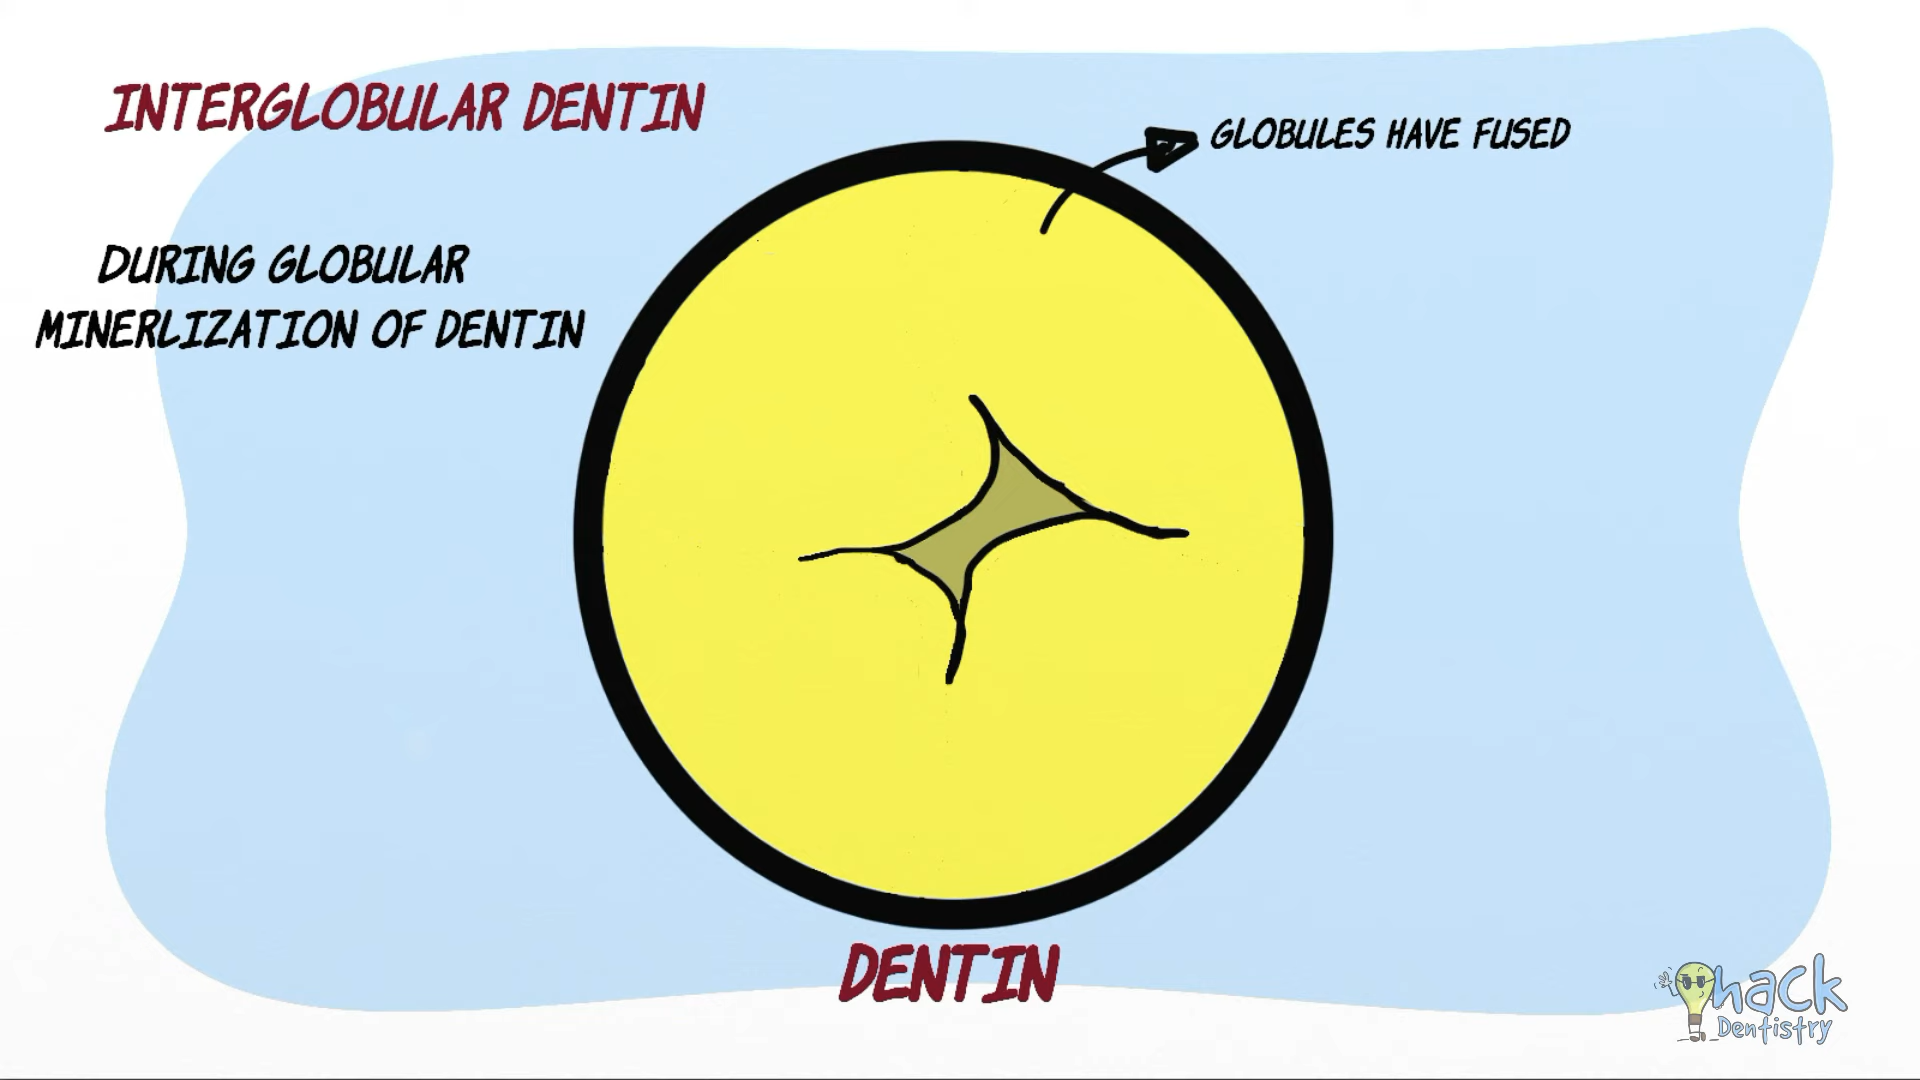 INTERGLOBULAR DENTIN
GLOBULES HAVE FUSED
DURING GLOBULAR
MINERLIZATION OF DENTIN
DENTIN
hack
Dentistry